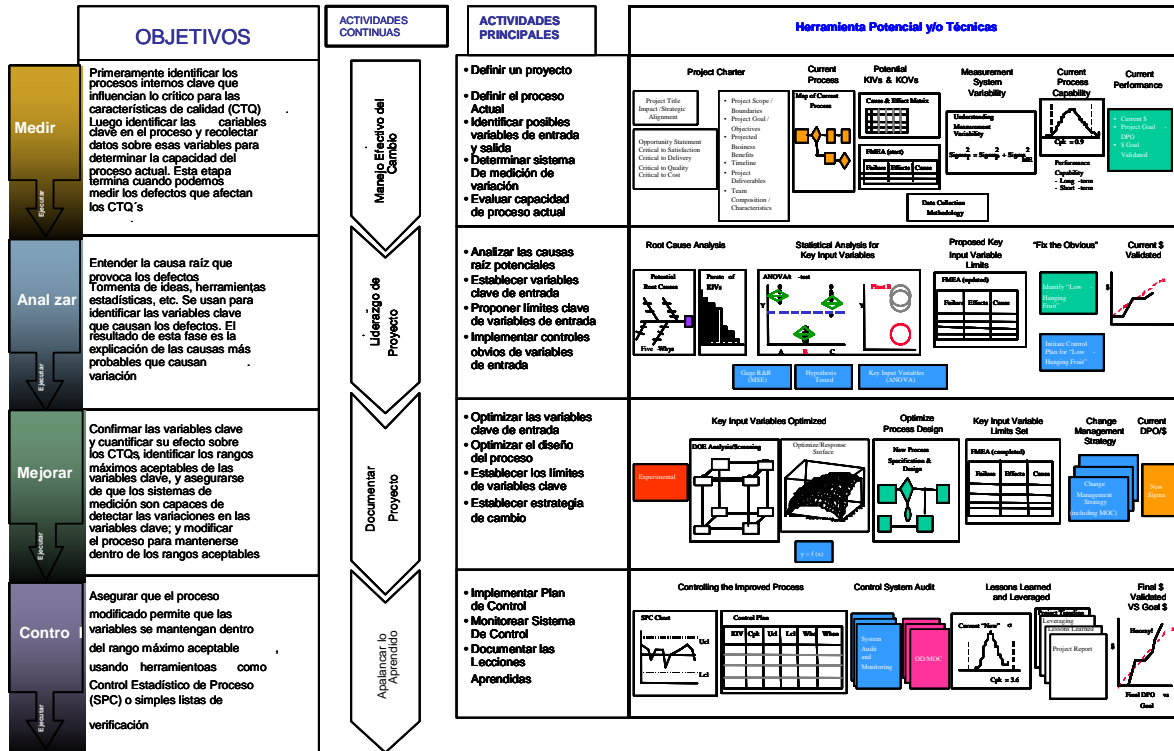 OBJETIVOS
ACTIVIDADES
CONTINUAS
ACTIVIDADES
PRINCIPALES
Herramienta Potencial y/o Técnicas
Medir
Ejecutar
Primeramente identificar los
procesos internos clave que
influencian lo crítico para las
características de calidad (CTQ) .
Luego identificar las variables
clave en el proceso y recolectar
datos sobre esas variables para
determinar la capacidad del
proceso actual. Esta etapa
termina cuando podemos
medir los defectos que afectan
los CTQ´s
.
Manejo Efectivo del
Cambio
• Definir un proyecto
• Definir el proceso
Actual
• Identificar posibles
variables de entrada
y salida
• Determinar sistema
De medición de
variación
• Evaluar capacidad
de proceso actual
Project Charter
Project Title
Impact /Strategic
Alignment
Opportunity Statement
Critical to Satisfaction
Critical to Delivery
Critical to Quality
Critical to Cost
• Project Scope /
Boundaries
• Project Goal /
Objectives
• Projected
Business
Benefits
• Timeline
• Project
Deliverables
• Team
Composition /
Characteristics
Current
Process
Map of Current
Process
Potential
KIVs & KOVs
Cause & Effect Matrix
FMEA (start)
Failure Effects Cause
Data Collection
Methodology
Measurement
System
Variability
Understanding
Measurement
Variability
Current
Process
Capability
Cpk = 0.9
Performance
Capability
- Long -term
- Short -term
Current
Performance
• Current $
• Project Goal
DPO
• $ Goal
Validated
Anal zar
Ejecutar
Entender la causa raíz que
provoca los defectos
Tormenta de ideas, herramientas
estadísticas, etc. Se usan para
identificar las variables clave
que causan los defectos. El
resultado de esta fase es la
explicación de las causas más
probables que causan .
variación
Liderazgo de
Proyecto
• Analizar las causas
raíz potenciales
• Establecer variables
clave de entrada
• Proponer límites clave
de variables de entrada
• Implementar controles
obvios de variables
de entrada
Root Cause Analysis
Potential
Root Causes
Five -Whys
Pareto of
KIVs
Statistical Analysis for
Key Input Variables
ANOVA/t -test
Y
A B C
Plant B
Y
Gage R&R
(MSE)
Hypothesis
Tested
Key Input Variables
(ANOVA)
Proposed Key
Input Variable
Limits
FMEA (updated)
Failure Effects Cause
“Fix the Obvious”
Identify “Low -
Hanging
Fruit”
Initiate Control
Plan for “Low -
Hanging Fruit”
Current $
Validated
$
x
Mejorar
Ejecutar
Confirmar las variables clave
y cuantificar su efecto sobre
los CTQs, identificar los rangos
máximos aceptables de las
variables clave, y asegurarse
de que los sistemas de
medición son capaces de
detectar las variaciones en las
variables clave; y modificar
el proceso para mantenerse
dentro de los rangos aceptables
Documentar
Proyecto
• Optimizar las variables
clave de entrada
• Optimizar el diseño
del proceso
• Establecer los límites
de variables clave
• Establecer estrategia
de cambio
Key Input Variables Optimized
Experimental
DOE Analysis/Screening
Optimize/Response
Surface
y = f (x)
Optimize
Process Design
New Process
Specification &
Design
Key Input Variable
Limits Set
FMEA (completed)
Failure Effects Cause
Change
Management
Strategy
Change
Management
Strategy
(including MOC)
Current
DPO/$
New
Sigma
Contro l
Ejecutar
Asegurar que el proceso
modificado permite que las
variables se mantengan dentro
del rango máximo aceptable ,
usando herramientoas como
Control Estadístico de Proceso
(SPC) o simples listas de
verificación
Apalancar lo
Aprendido
• Implementar Plan
de Control
• Monitorear Sistema
De Control
• Documentar las
Lecciones
Aprendidas
Controlling the Improved Process
SPC Chart
Ucl
Lcl
Control Plan
KIV Cpk Ucl Lcl Who When
Control System Audit
System
Audit
and
Monitoring
OD/MOC
Lessons Learned
and Leveraged
Current "New" σ
Cpk = 3.6
Project Timeline
Leveraging
Lessons Learned
Project Report
Final $
Validated
VS Goal $
Hooray!
$
x
Final DPO vs
Goal